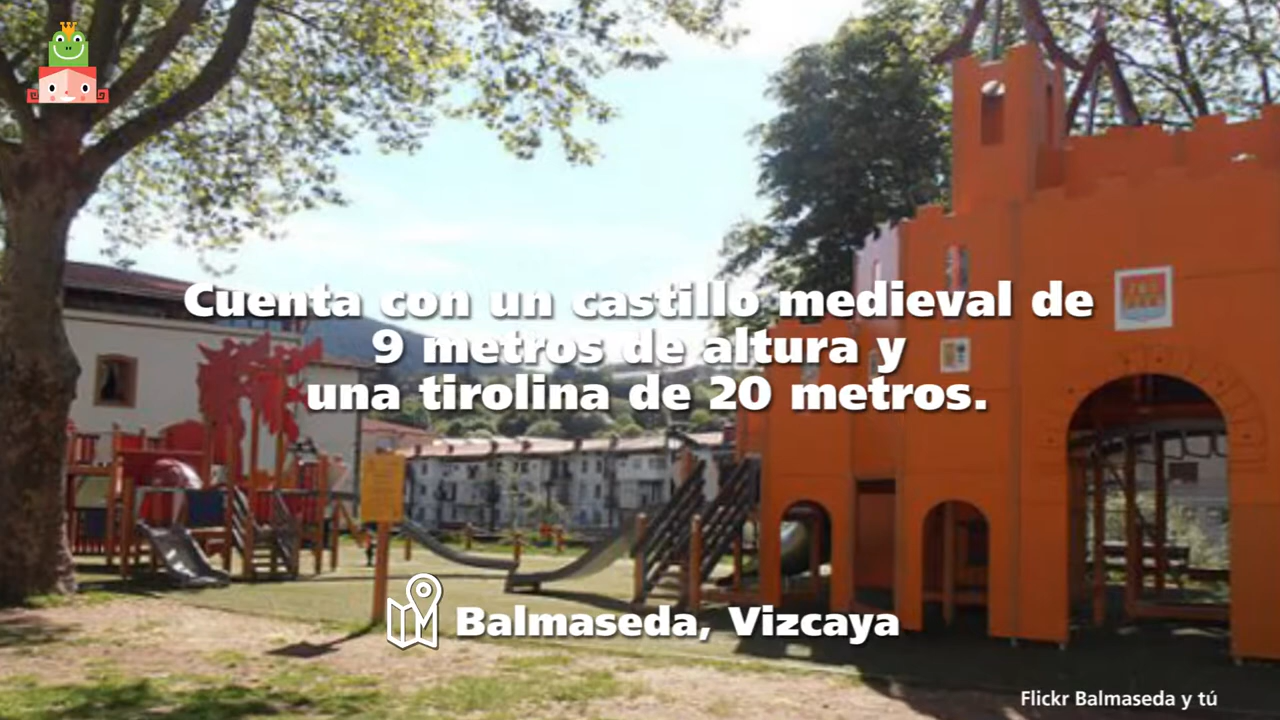 Cuenta con un castillo medieval de
9 metros de altura y
una tirolina de 20 metros.
Balmaseda, Vizcaya
Flickr Balmaseda y tú